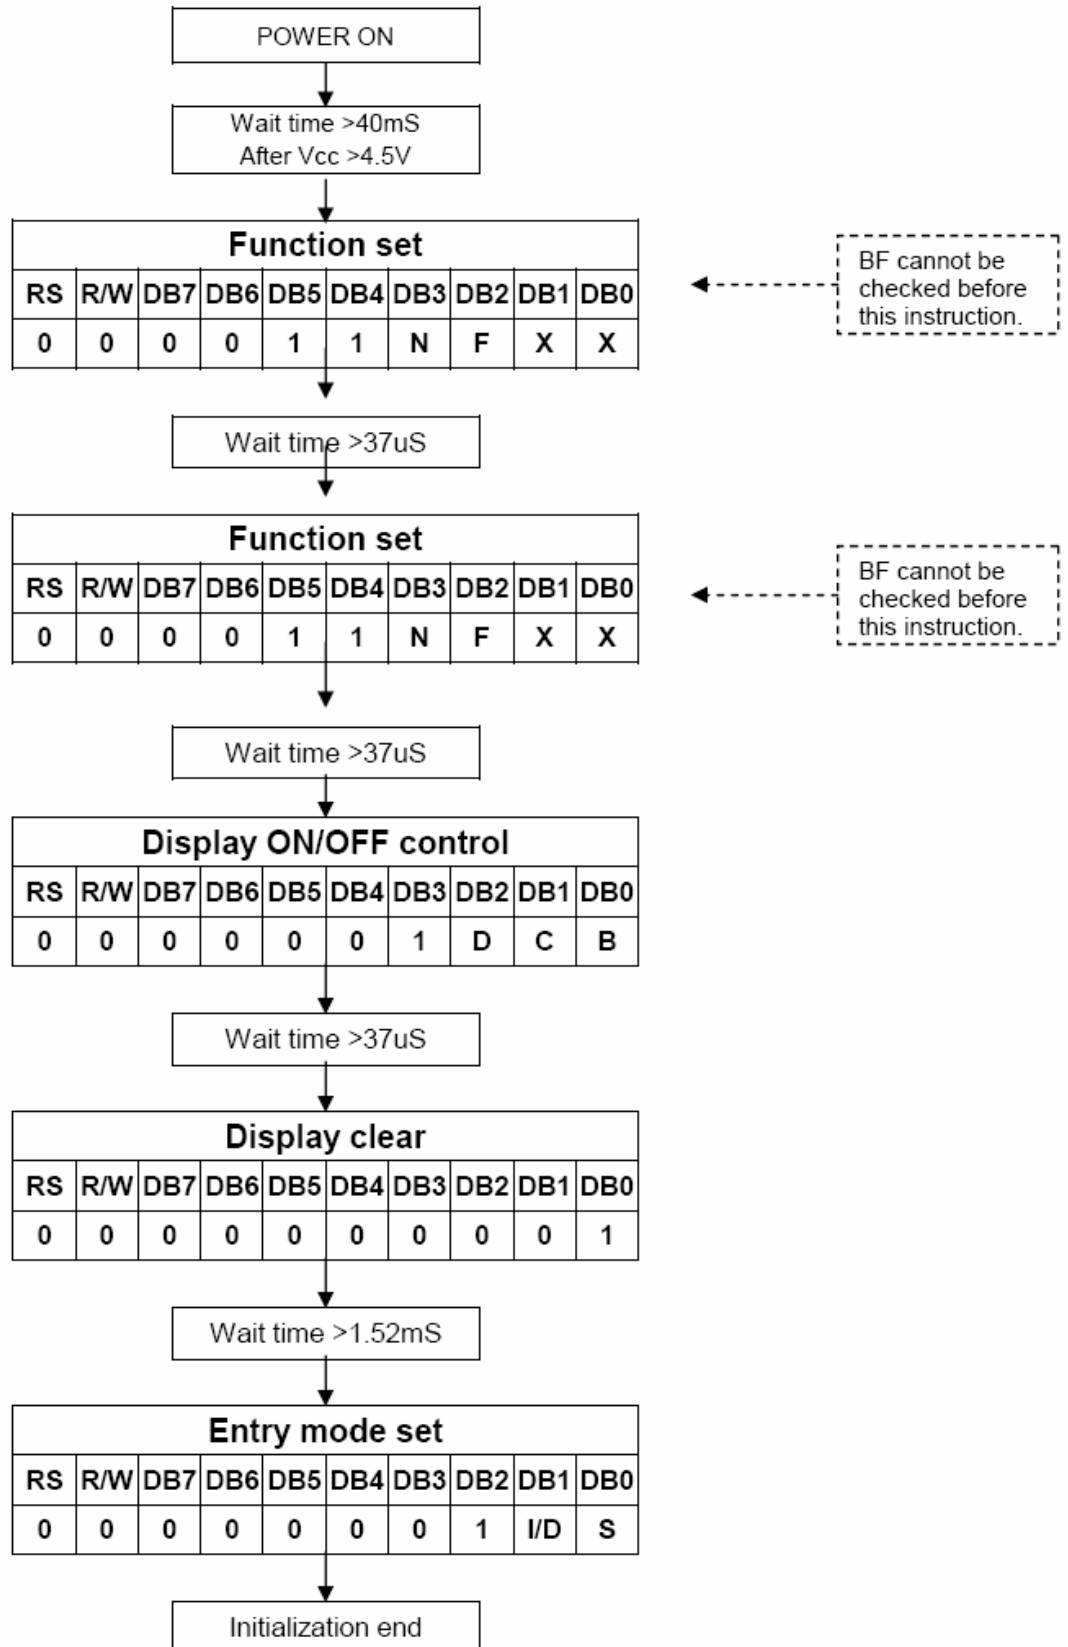 POWER ON
Wait time >40mS
After Vcc >4.5V
Function set
RS R/W DB7 DB6 DB5 DB4 DB3 DB2 DB1 DB0
0 0 0 0 1 1 N F X X
BF cannot be
checked before
this instruction.
Wait time >37uS
Function set
RS R/W DB7 DB6 DB5 DB4 DB3 DB2 DB1 DB0
0 0 0 0 1 1 N F X X
BF cannot be
checked before
this instruction.
Wait time >37uS
Display ON/OFF control
RS R/W DB7 DB6 DB5 DB4 DB3 DB2 DB1 DB0
0 0 0 0 0 0 1 D C B
Wait time >37uS
Display clear
RS R/W DB7 DB6 DB5 DB4 DB3 DB2 DB1 DB0
0 0 0 0 0 0 0 0 0 1
Wait time >1.52mS
Entry mode set
RS R/W DB7 DB6 DB5 DB4 DB3 DB2 DB1 DB0
0 0 0 0 0 0 0 1 I/D S
Initialization end